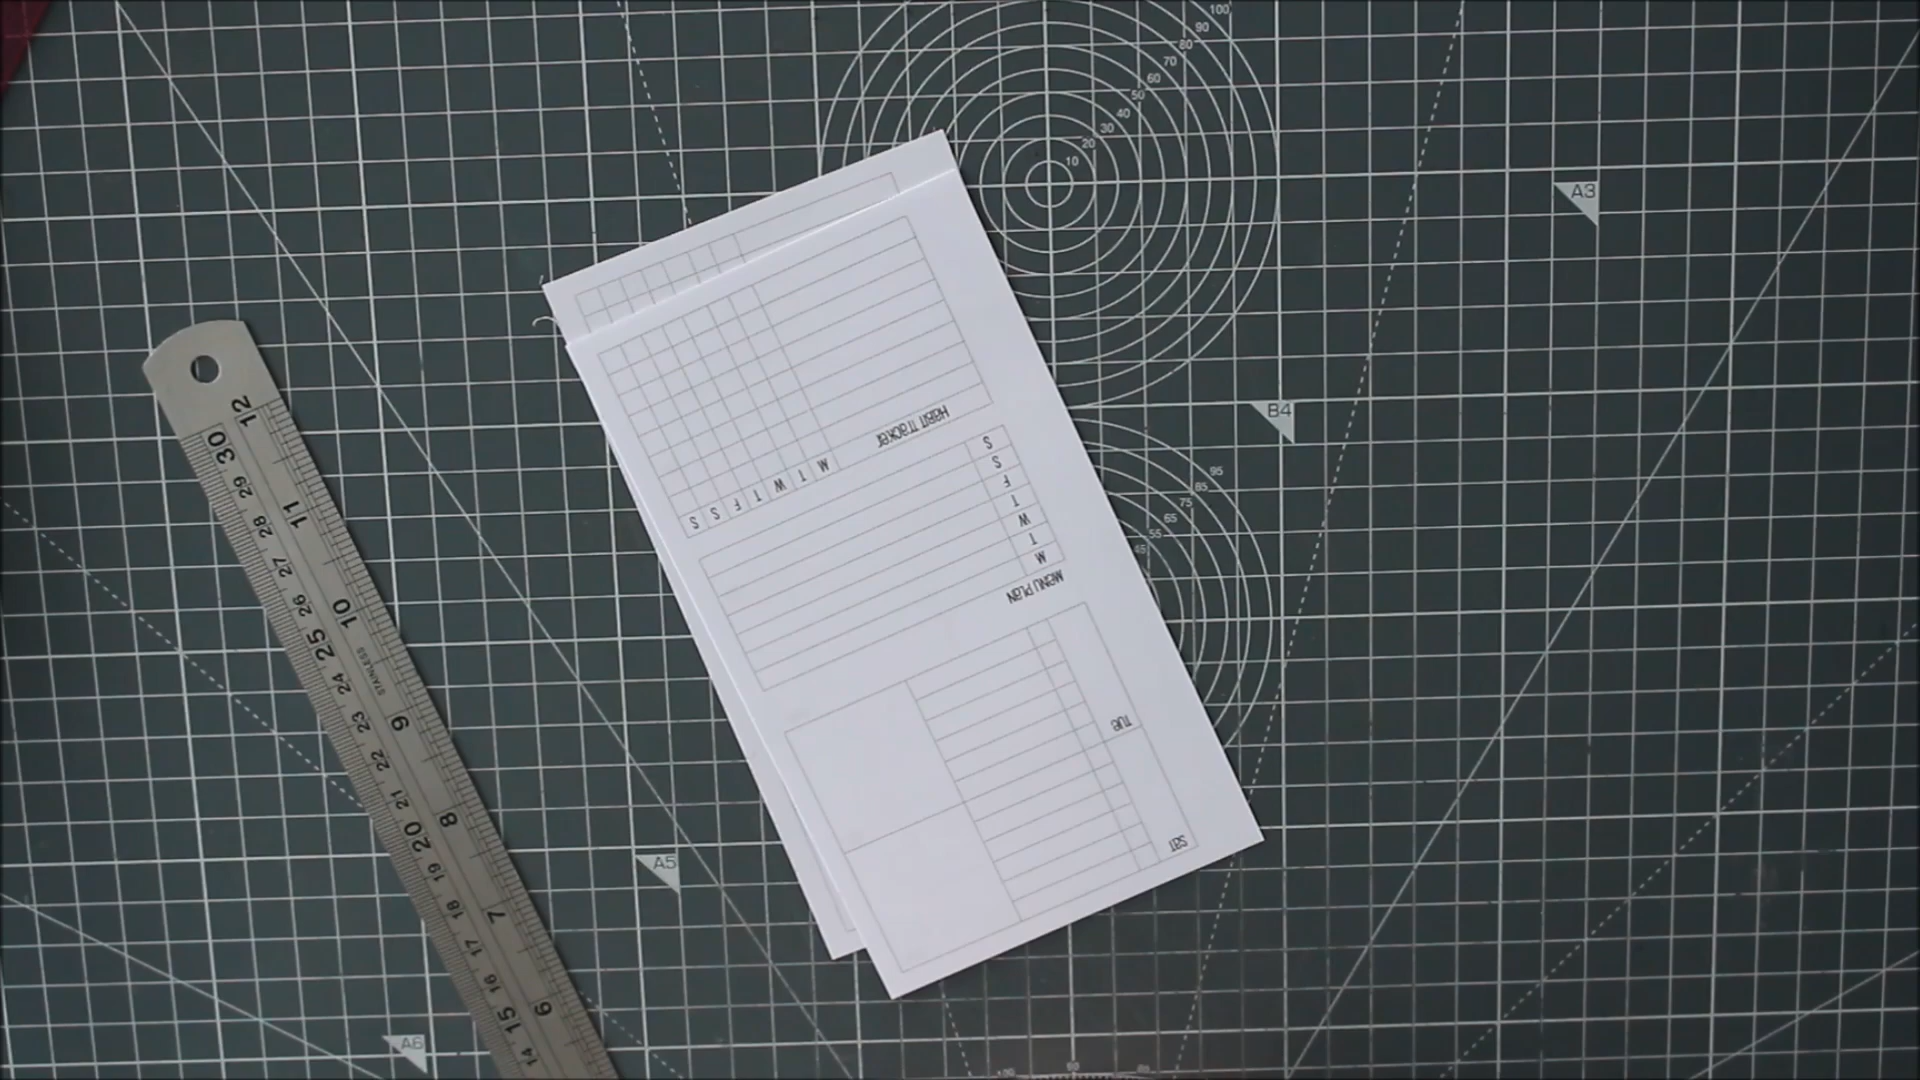 Habit Tracker
M T W T F S S
Menu Plan
M
T
W
T
F
S
S
Tue
Sat
10
20
30
40
50
60
70
80
90
100
45
55
65
75
85
95
A3
B4
A5
A6
12
11
10
9
8
7
6
30
29
28
27
26
25
24
23
22
21
20
19
18
17
16
15
14
STAINLESS
100
90